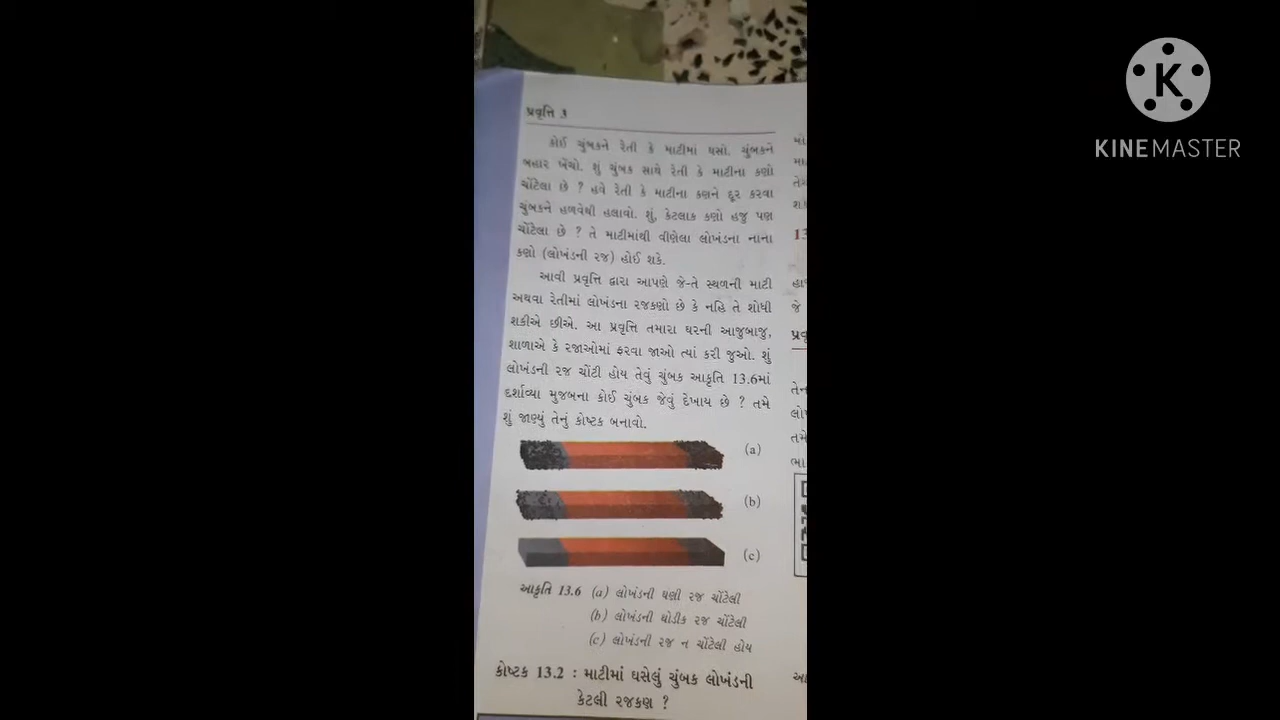 પ્રવૃત્તિ 3
કોઈ ચુંબકને રેતી કે માટીમાં ઘસો. ચુંબકને
બહાર ખેંચો. શું ચુંબક સાથે રેતી કે માટીના કણો
ચોંટેલા છે ? હવે રેતી કે માટીના કણને દૂર કરવા
ચુંબકને હળવેથી હલાવો. શું, કેટલાક કણો હજુ પણ
ચોંટેલા છે ? તે માટીમાંથી વીણેલા લોખંડના નાના
કણો (લોખંડની રજ) હોઈ શકે.
આવી પ્રવૃત્તિ દ્વારા આપણે જે-તે સ્થળની માટી
અથવા રેતીમાં લોખંડના રજકણો છે કે નહિ તે શોધી
શકીએ છીએ. આ પ્રવૃત્તિ તમારા ઘરની આજુબાજુ,
શાળાએ કે રજાઓમાં ફરવા જાઓ ત્યાં કરી જુઓ. શું
લોખંડની રજ ચોંટી હોય તેવું ચુંબક આકૃતિ 13.6માં
દર્શાવ્યા મુજબના કોઈ ચુંબક જેવું દેખાય છે ? તમે
શું જાણ્યું તેનું કોષ્ટક બનાવો.
(a)
(b)
(c)
આકૃતિ 13.6 (a) લોખંડની ઘણી રજ ચોંટેલી
(b) લોખંડની થોડીક રજ ચોંટેલી
(c) લોખંડની રજ ન ચોંટેલી હોય
કોષ્ટક 13.2 : માટીમાં ઘસેલું ચુંબક લોખંડની
કેટલી રજકણ ?
K
KINEMASTER